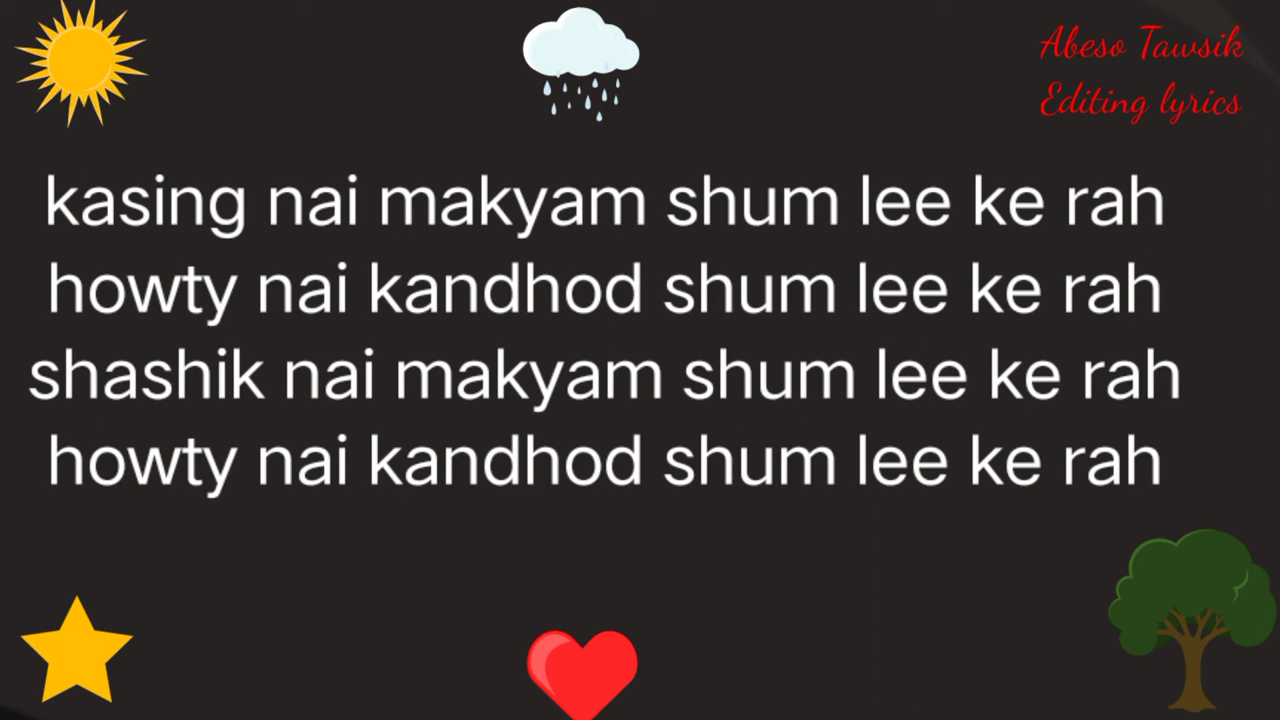 Abeso Tawsik
Editing lyrics
kasing nai makyam shum lee ke rah
howty nai kandhod shum lee ke rah
shashik nai makyam shum lee ke rah
howty nai kandhod shum lee ke rah